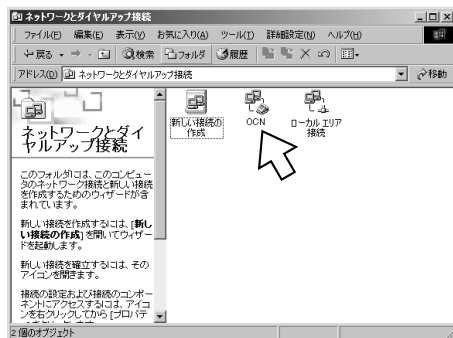 ネットワークとダイヤルアップ接続
ファイル(F) 編集(E) 表示(V) お気に入り(A) ツール(T) 詳細設定(N) ヘルプ(H)
戻る 検索 フォルダ 履歴
アドレス(D) ネットワークとダイヤルアップ接続 移動
ネットワークとダイ
ヤルアップ接続
このフォルダには、このコンピュー
タのネットワーク接続と新しい接続
を作成するためのウィザードが含
まれています。
新しい接続を作成するには、[新し
い接続の作成] を開いてウィザー
ドを起動します。
新しい接続を確立するには、その
アイコンを開きます。
接続の設定および接続のコンポー
ネントにアクセスするには、アイコ
ンを右クリックしてから [プロパテ
新しい接続の
作成
OCN
ローカル エリア
接続
2 個のオブジェクト